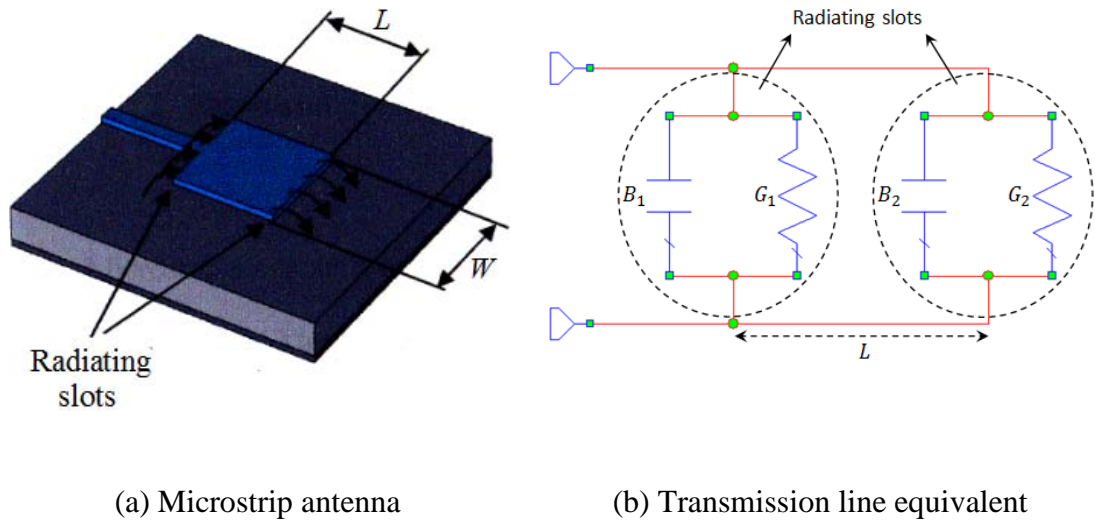 L
W
Radiating
slots
Radiating slots
B₁
G₁
B₂
G₂
L
(a) Microstrip antenna
(b) Transmission line equivalent